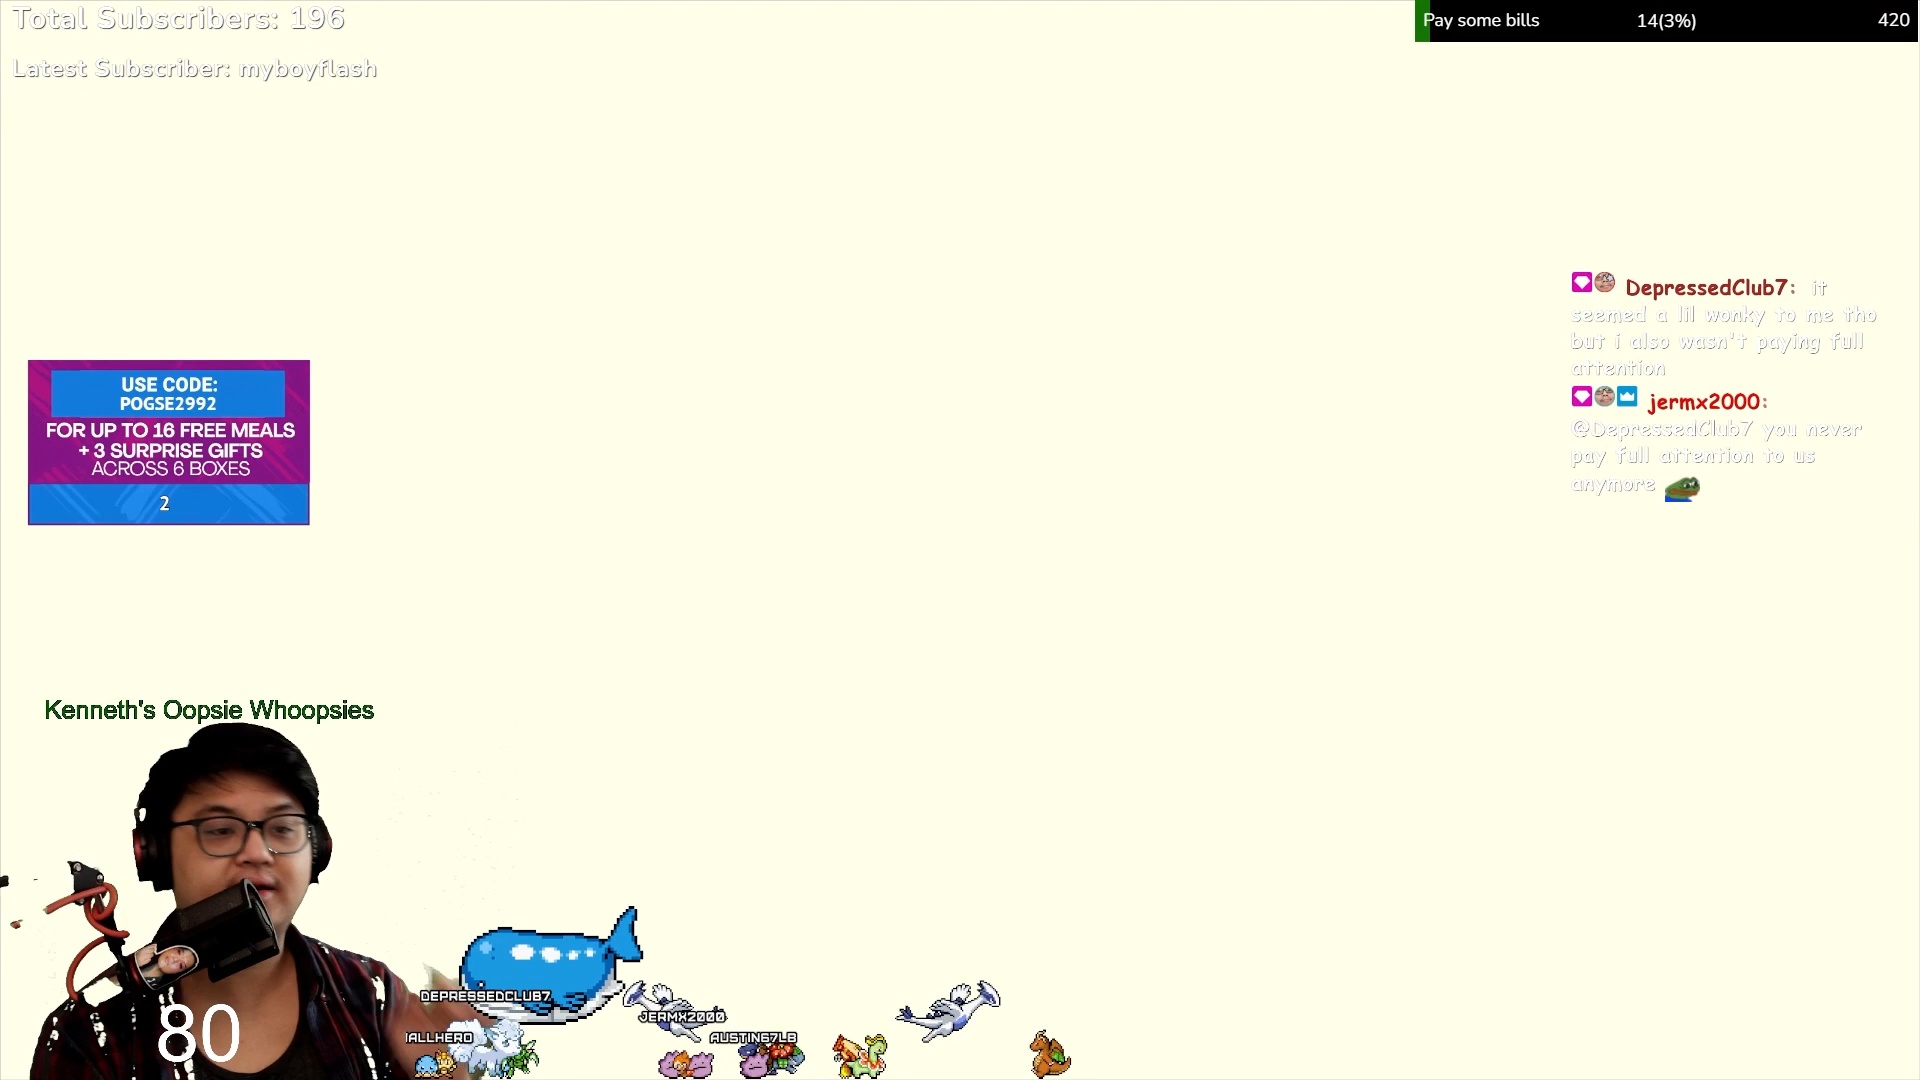 Total Subscribers: 196
Latest Subscriber: myboyflash
Pay some bills 14(3%) 420
DepressedClub7: it
seemed a lil wonky to me tho
but i also wasn't paying full
attention
jermx2000:
@DepressedClub7 you never
pay full attention to us
anymore
USE CODE:
POGSE2992
FOR UP TO 16 FREE MEALS
+ 3 SURPRISE GIFTS
ACROSS 6 BOXES
2
Kenneth's Oopsie Whoopsies
80
DEPRESSEDCLUB7
JERMX2000
IALLHERO
AUSTIN67LB